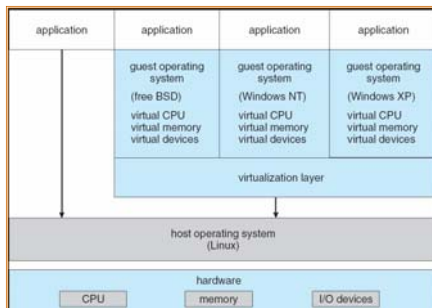 application
application
application
application
guest operating
system
(free BSD)
virtual CPU
virtual memory
virtual devices
guest operating
system
(Windows NT)
virtual CPU
virtual memory
virtual devices
guest operating
system
(Windows XP)
virtual CPU
virtual memory
virtual devices
virtualization layer
host operating system
(Linux)
hardware
CPU
memory
I/O devices